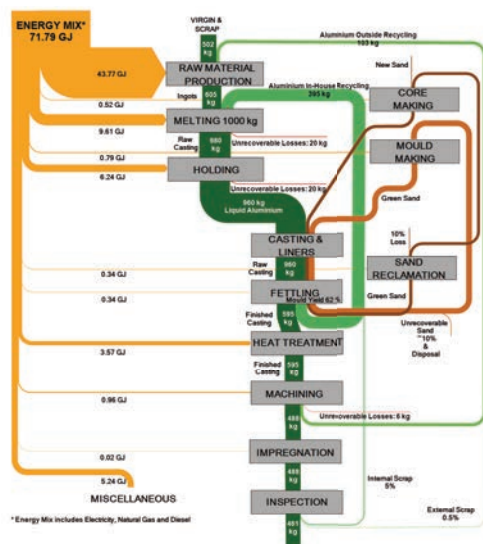 ENERGY MIX*
71.79 GJ
VIRGIN &
SCRAP
502
kg
Aluminium Outside Recycling
103 kg
43.77 GJ
RAW MATERIAL
PRODUCTION
Aluminium In-House Recycling
395 kg
New Sand
CORE
MAKING
Ingots
605
kg
0.52 GJ
MELTING 1000 kg
9.61 GJ
Raw
Casting
980
kg
Unrecoverable Losses: 20 kg
MOULD
MAKING
0.79 GJ
HOLDING
6.24 GJ
Unrecoverable Losses: 20 kg
960 kg
Liquid Aluminium
Green Sand
CASTING &
LINERS
10%
Loss
Raw
Casting
960
kg
SAND
RECLAMATION
0.34 GJ
FETTLING
0.34 GJ
Mould Yield 62 %
Green Sand
Finished
Casting
595
kg
Unrecoverable
Sand
~10%
&
Disposal
HEAT TREATMENT
3.57 GJ
Finished
Casting
595
kg
MACHINING
0.96 GJ
Unrecoverable Losses: 6 kg
488
kg
IMPREGNATION
0.02 GJ
488
kg
5.24 GJ
MISCELLANEOUS
Internal Scrap
5%
INSPECTION
External Scrap
0.5%
* Energy Mix includes Electricity, Natural Gas and Diesel
461
kg